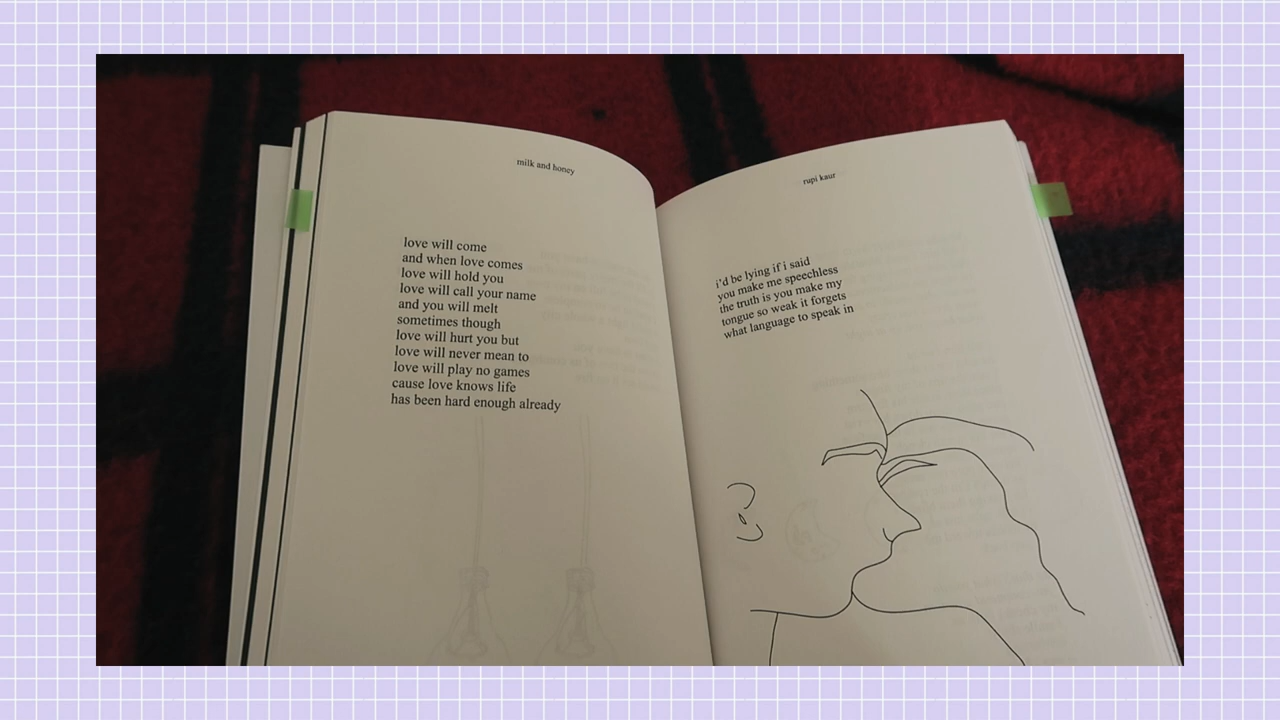 milk and honey
love will come
and when love comes
love will hold you
love will call your name
and you will melt
sometimes though
love will hurt you but
love will never mean to
love will play no games
cause love knows life
has been hard enough already
rupi kaur
i'd be lying if i said
you make me speechless
the truth is you make my
tongue so weak it forgets
what language to speak in